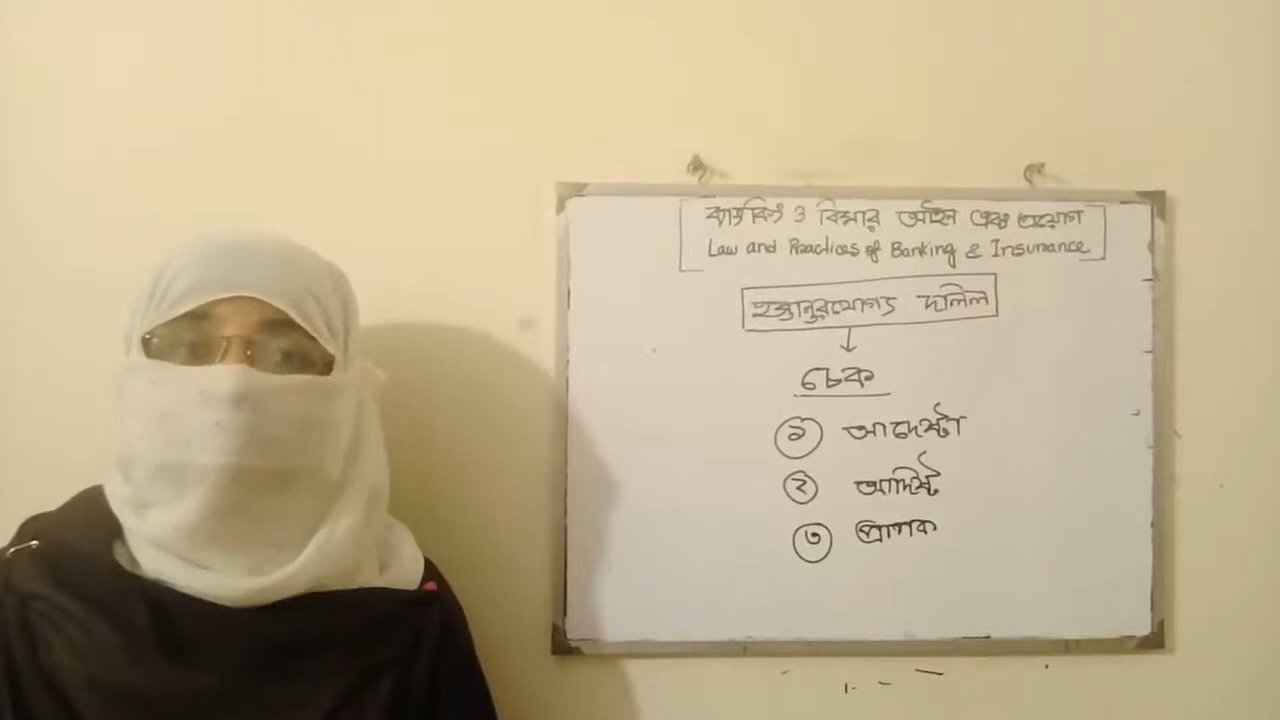 ব্যাংকিং ও বিমার আইন এবং প্রয়োগ
Law and Practices of Banking & Insurance
হস্তান্তরযোগ্য দলিল
চেক
১ আদেষ্টা
২ আদিষ্ট
৩ প্রাপক